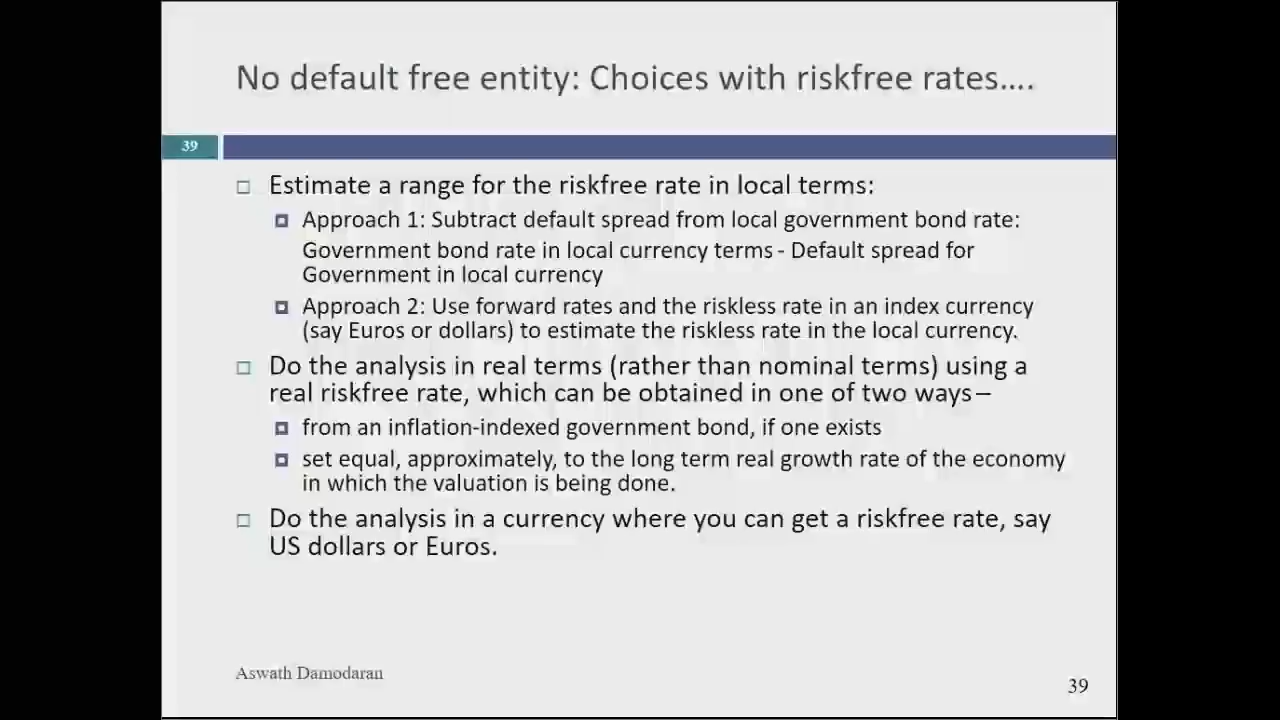 No default free entity: Choices with riskfree rates….
39
Estimate a range for the riskfree rate in local terms:
Approach 1: Subtract default spread from local government bond rate:
Government bond rate in local currency terms - Default spread for
Government in local currency
Approach 2: Use forward rates and the riskless rate in an index currency
(say Euros or dollars) to estimate the riskless rate in the local currency.
Do the analysis in real terms (rather than nominal terms) using a
real riskfree rate, which can be obtained in one of two ways –
from an inflation-indexed government bond, if one exists
set equal, approximately, to the long term real growth rate of the economy
in which the valuation is being done.
Do the analysis in a currency where you can get a riskfree rate, say
US dollars or Euros.
Aswath Damodaran
39